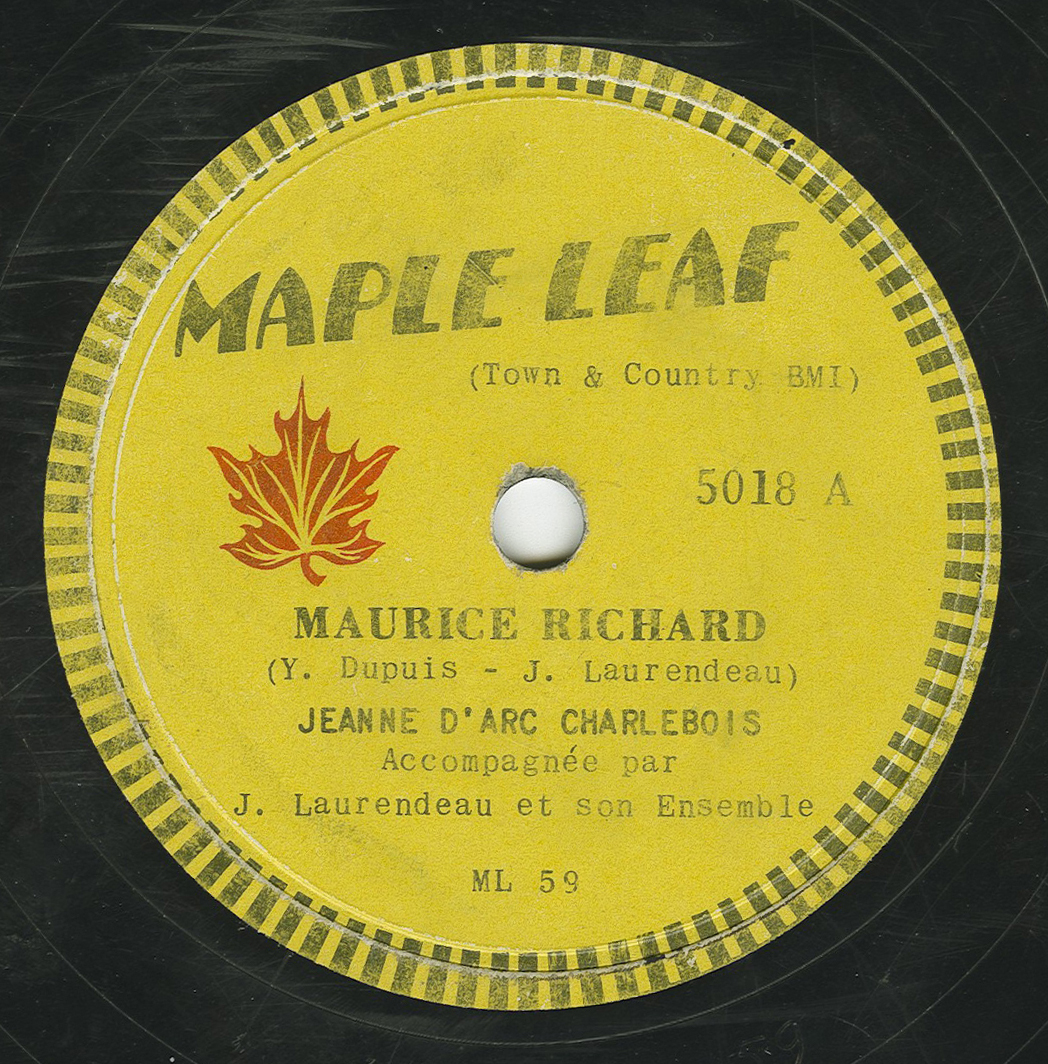 MAPLE LEAF
(Town & Country BMI)
5018 A
MAURICE RICHARD
(Y. Dupuis - J. Laurendeau)
JEANNE D'ARC CHARLEBOIS
Accompagnée par
J. Laurendeau et son Ensemble
ML 59